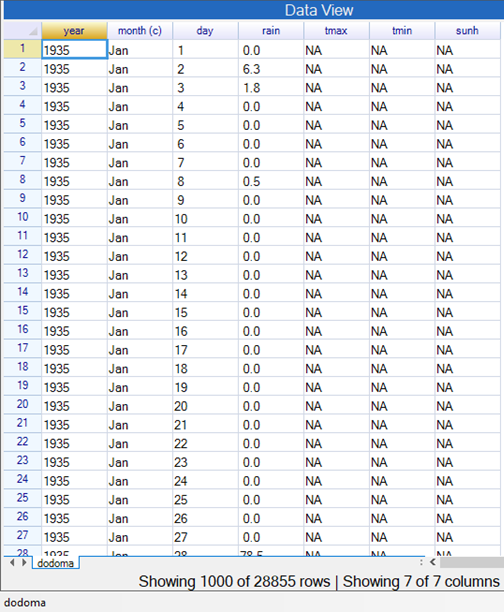 Data View
year month (c) day rain tmax tmin sunh
1 1935 Jan 1 0.0 NA NA NA
2 1935 Jan 2 6.3 NA NA NA
3 1935 Jan 3 1.8 NA NA NA
4 1935 Jan 4 0.0 NA NA NA
5 1935 Jan 5 0.0 NA NA NA
6 1935 Jan 6 0.0 NA NA NA
7 1935 Jan 7 0.0 NA NA NA
8 1935 Jan 8 0.5 NA NA NA
9 1935 Jan 9 0.0 NA NA NA
10 1935 Jan 10 0.0 NA NA NA
11 1935 Jan 11 0.0 NA NA NA
12 1935 Jan 12 0.0 NA NA NA
13 1935 Jan 13 0.0 NA NA NA
14 1935 Jan 14 0.0 NA NA NA
15 1935 Jan 15 0.0 NA NA NA
16 1935 Jan 16 0.0 NA NA NA
17 1935 Jan 17 0.0 NA NA NA
18 1935 Jan 18 0.0 NA NA NA
19 1935 Jan 19 0.0 NA NA NA
20 1935 Jan 20 0.0 NA NA NA
21 1935 Jan 21 0.0 NA NA NA
22 1935 Jan 22 0.0 NA NA NA
23 1935 Jan 23 0.0 NA NA NA
24 1935 Jan 24 0.0 NA NA NA
25 1935 Jan 25 0.0 NA NA NA
26 1935 Jan 26 0.0 NA NA NA
27 1935 Jan 27 0.0 NA NA NA
28 1935 Jan 28 78.5 NA NA NA
dodoma
Showing 1000 of 28855 rows | Showing 7 of 7 columns
dodoma